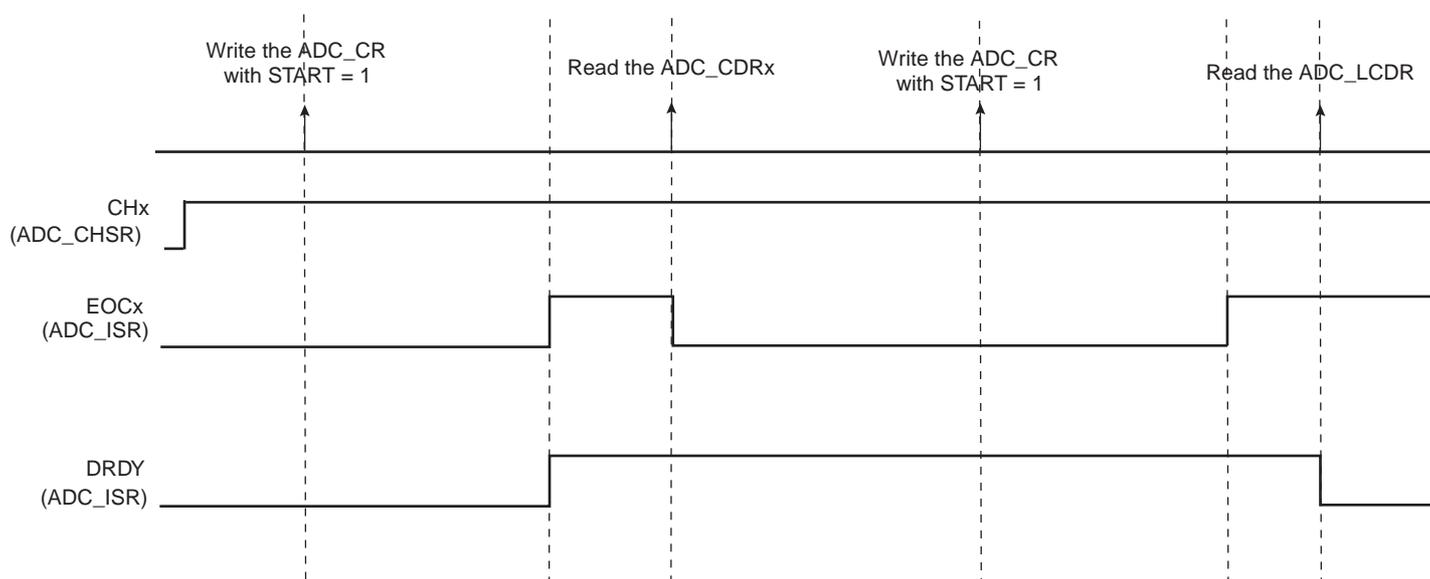 Write the ADC_CR
with START = 1
Read the ADC_CDRx
Write the ADC_CR
with START = 1
Read the ADC_LCDR
CHx
(ADC_CHSR)
EOCx
(ADC_ISR)
DRDY
(ADC_ISR)